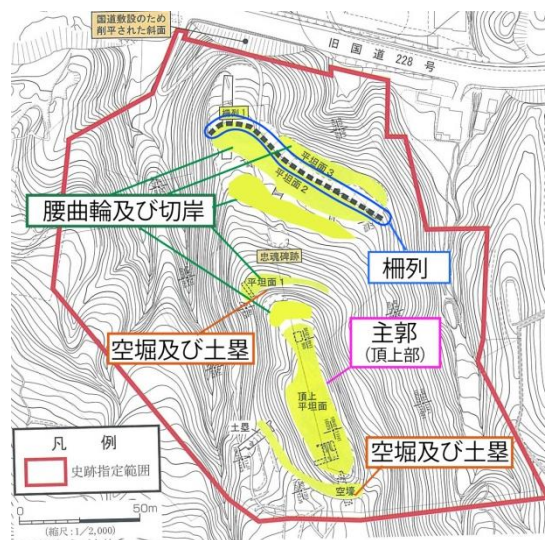 国道敷設のため
削平された斜面
旧国道228号
柵列1
平坦面3
平坦面2
腰曲輪及び切岸
柵列
忠魂碑跡
平坦面1
空堀及び土塁
主郭
(頂上部)
頂上
平坦面
土塁
空堀及び土塁
空壕
凡例
史跡指定範囲
0 50m
(縮尺:1/2,000)